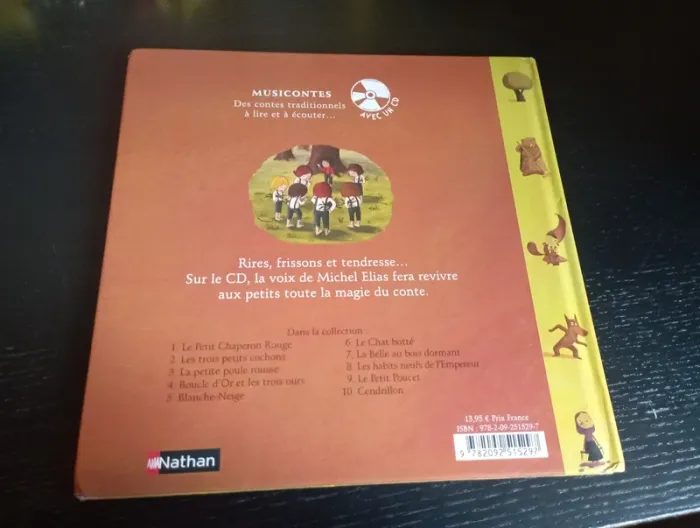 MUSICONTES
Des contes traditionnels
à lire et à écouter...
AVEC UN CD
Rires, frissons et tendresse...
Sur le CD, la voix de Michel Elias fera revivre
aux petits toute la magie du conte.
Dans la collection
1. Le Petit Chaperon Rouge
2. Les trois petits cochons
3. La petite poule rousse
4. Boucle d'Or et les trois ours
5. Blanche-Neige
6. Le Chat botté
7. La Belle au bois dormant
8. Les habits neufs de l'Empereur
9. Le Petit Poucet
10. Cendrillon
13,95 € Prix France
ISBN : 978-2-09-251529-7
9 782092 515297
Nathan